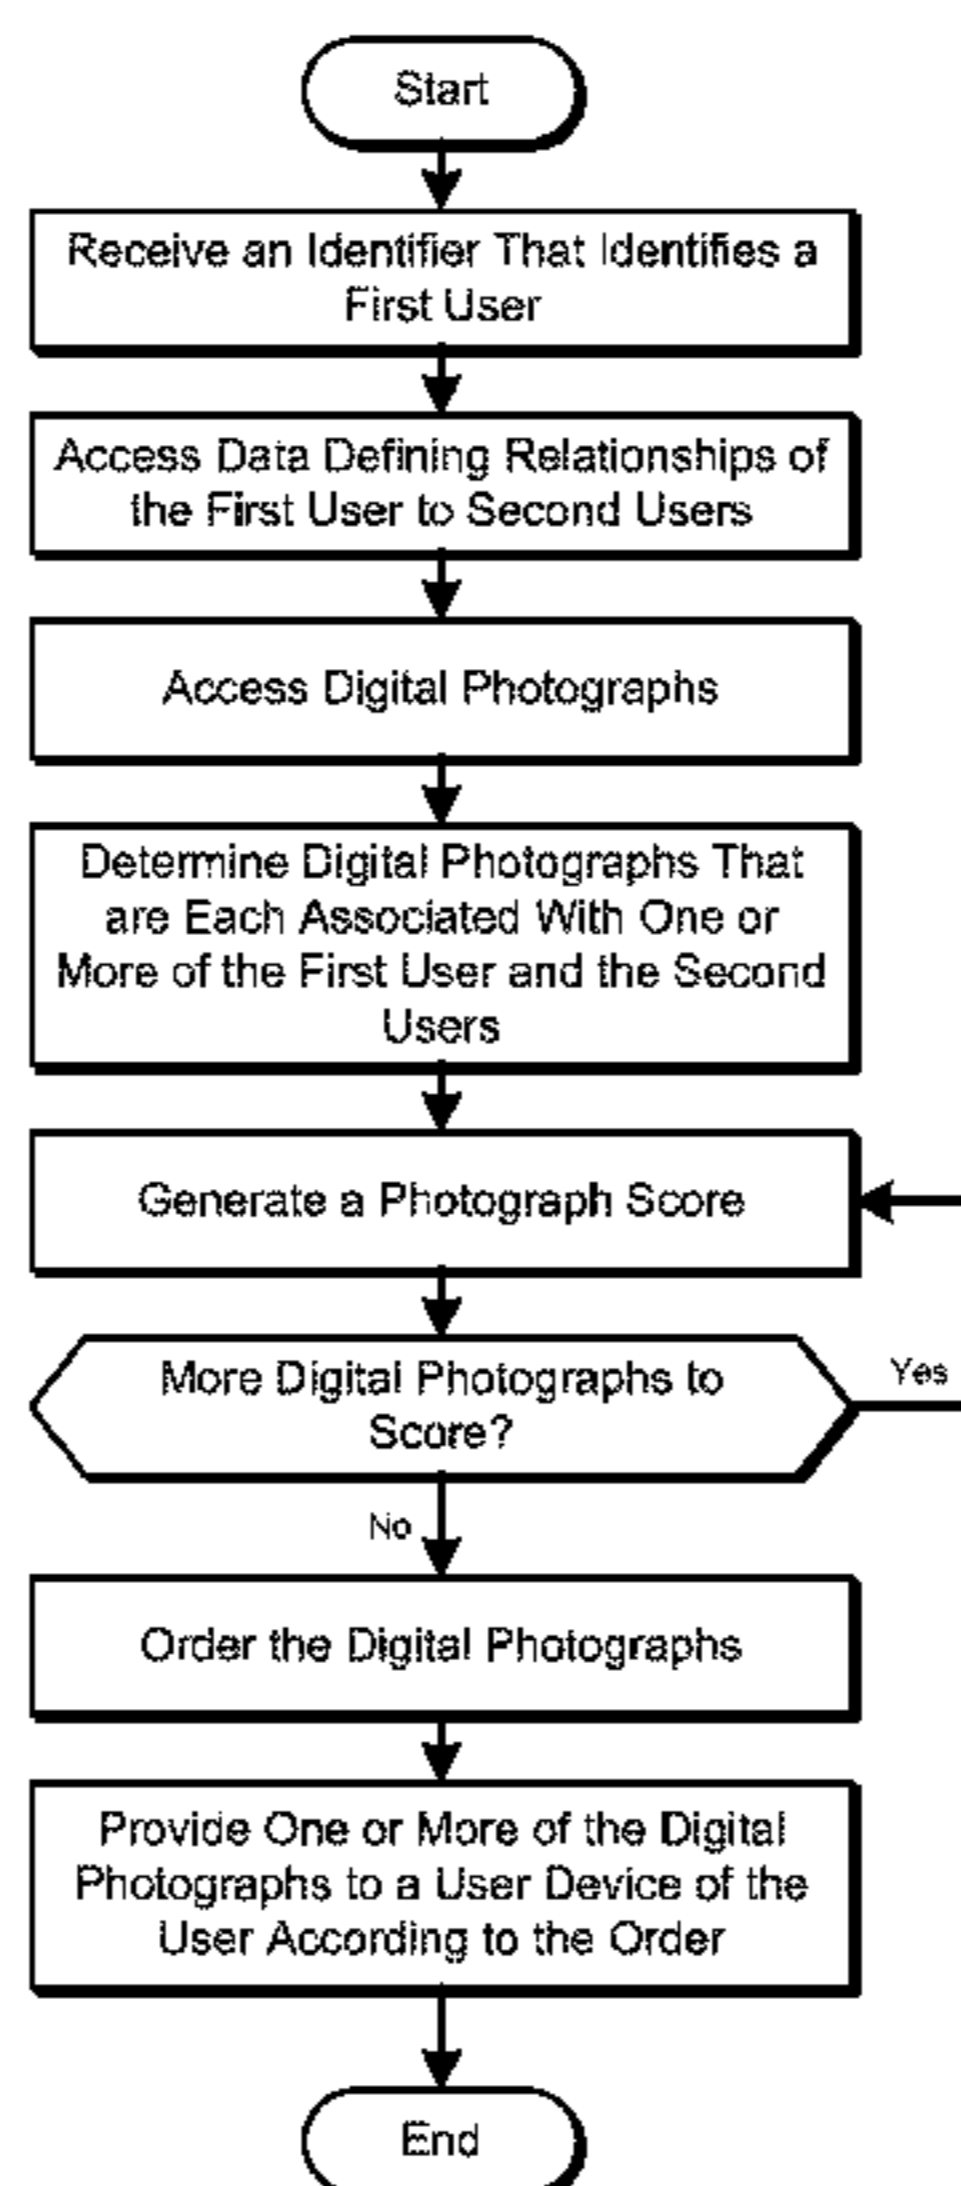 Start
Receive an Identifier That Identifies a
First User
Access Data Defining Relationships of
the First User to Second Users
Access Digital Photographs
Determine Digital Photographs That
are Each Associated With One or
More of the First User and the Second
Users
Generate a Photograph Score
More Digital Photographs to
Score?
Yes
No
Order the Digital Photographs
Provide One or More of the Digital
Photographs to a User Device of the
User According to the Order
End